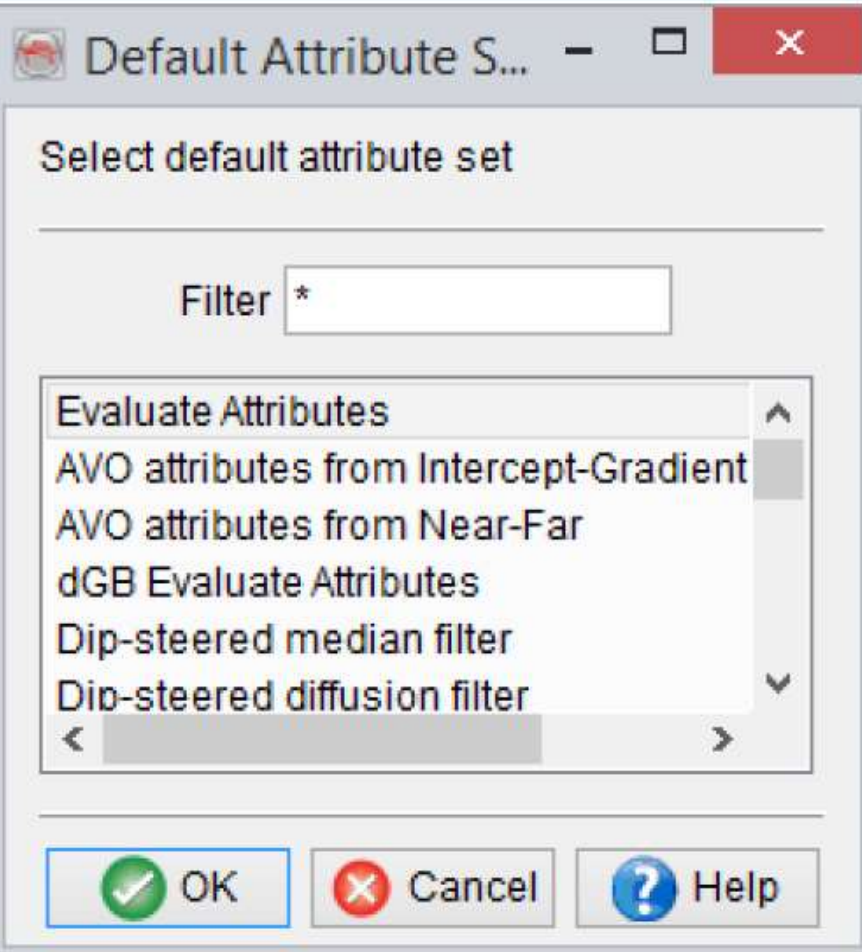 Default Attribute S...
Select default attribute set
Filter *
Evaluate Attributes
AVO attributes from Intercept-Gradient
AVO attributes from Near-Far
dGB Evaluate Attributes
Dip-steered median filter
Dip-steered diffusion filter
OK Cancel ? Help